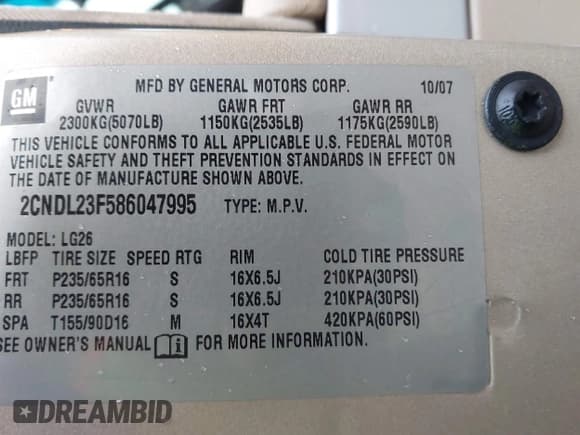 GM
MFD BY GENERAL MOTORS CORP. 10/07
GVWR GAWR FRT GAWR RR
2300KG(5070LB) 1150KG(2535LB) 1175KG(2590LB)
THIS VEHICLE CONFORMS TO ALL APPLICABLE U.S. FEDERAL MOTOR
VEHICLE SAFETY AND THEFT PREVENTION STANDARDS IN EFFECT ON
THE DATE OF MANUFACTURE SHOWN ABOVE.
2CNDL23F586047995 TYPE: M.P.V.
MODEL: LG26
LBFP TIRE SIZE SPEED RTG RIM COLD TIRE PRESSURE
FRT P235/65R16 S 16X6.5J 210KPA(30PSI)
RR P235/65R16 S 16X6.5J 210KPA(30PSI)
SPA T155/90D16 M 16X4T 420KPA(60PSI)
SEE OWNER'S MANUAL FOR MORE INFORMATION.
DREAMBID